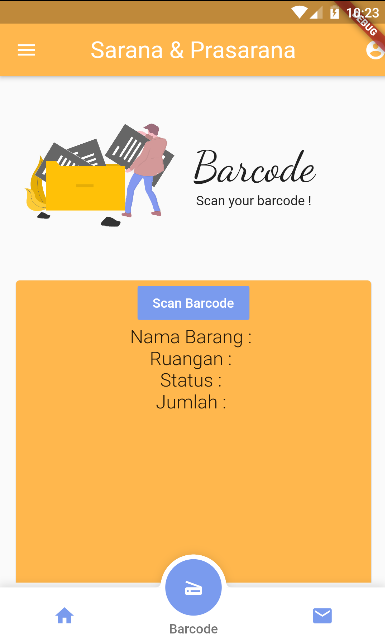 10:23
DEBUG
Sarana & Prasarana
Barcode
Scan your barcode !
Scan Barcode
Nama Barang :
Ruangan :
Status :
Jumlah :
Barcode